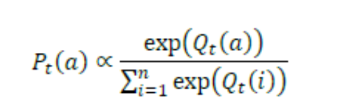 P_t(a) ∝ exp(Q_t(a)) / ∑_{i=1}^{n} exp(Q_t(i))